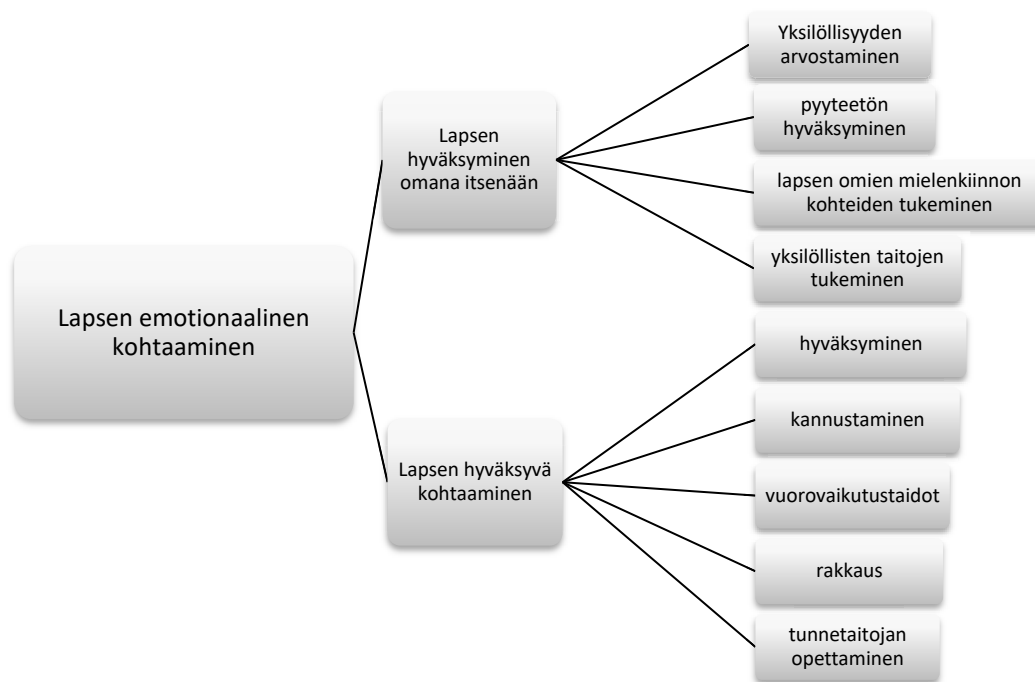 Lapsen emotionaalinen
kohtaaminen
Lapsen
hyväksyminen
omana itsenään
Yksilöllisyyden
arvostaminen
pyyteetön
hyväksyminen
lapsen omien mielenkiinnon
kohteiden tukeminen
yksilöllisten taitojen
tukeminen
Lapsen hyväksyvä
kohtaaminen
hyväksyminen
kannustaminen
vuorovaikutustaidot
rakkaus
tunnetaitojan
opettaminen